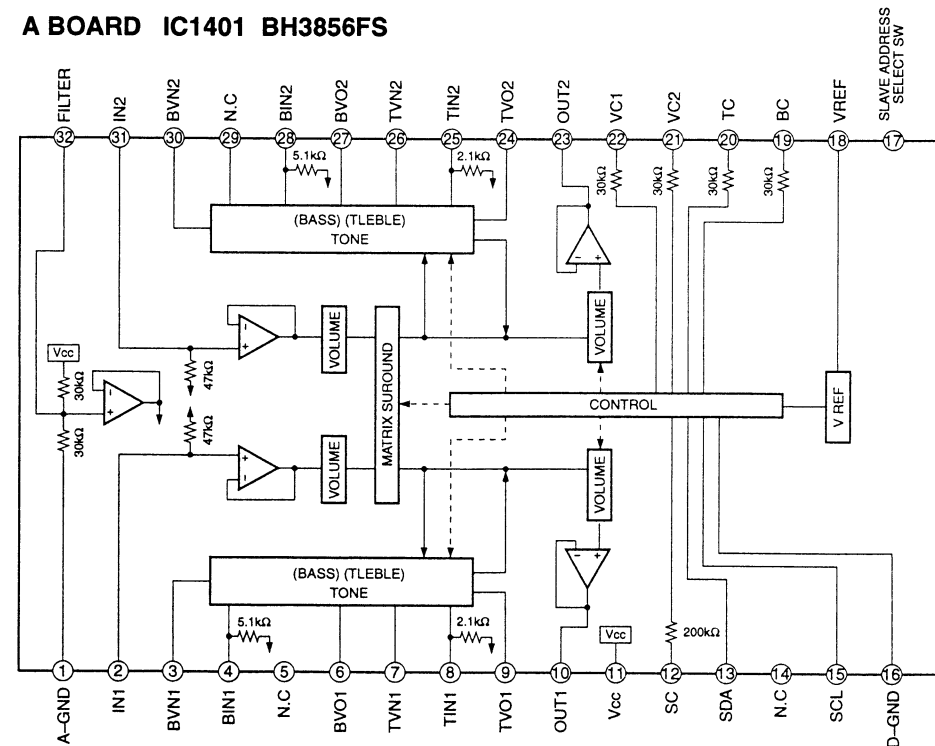 A BOARD IC1401 BH3856FS
FILTER
IN2
BVN2
N.C
BIN2
BVO2
TVN2
TIN2
TVO2
OUT2
VC1
VC2
TC
BC
VREF
SLAVE ADDRESS
SELECT SW
32
31
30
29
28
27
26
25
24
23
22
21
20
19
18
17
5.1kΩ
2.1kΩ
30kΩ
30kΩ
30kΩ
30kΩ
(BASS) (TLEBLE)
TONE
- +
VOLUME
-
+
VOLUME
MATRIX SUROUND
Vcc
30kΩ
30kΩ
-
+
47kΩ
47kΩ
CONTROL
V REF
+
-
VOLUME
VOLUME
- +
(BASS) (TLEBLE)
TONE
5.1kΩ
2.1kΩ
Vcc
200kΩ
1
2
3
4
5
6
7
8
9
10
11
12
13
14
15
16
A-GND
IN1
BVN1
BIN1
N.C
BVO1
TVN1
TIN1
TVO1
OUT1
Vcc
SC
SDA
N.C
SCL
D-GND